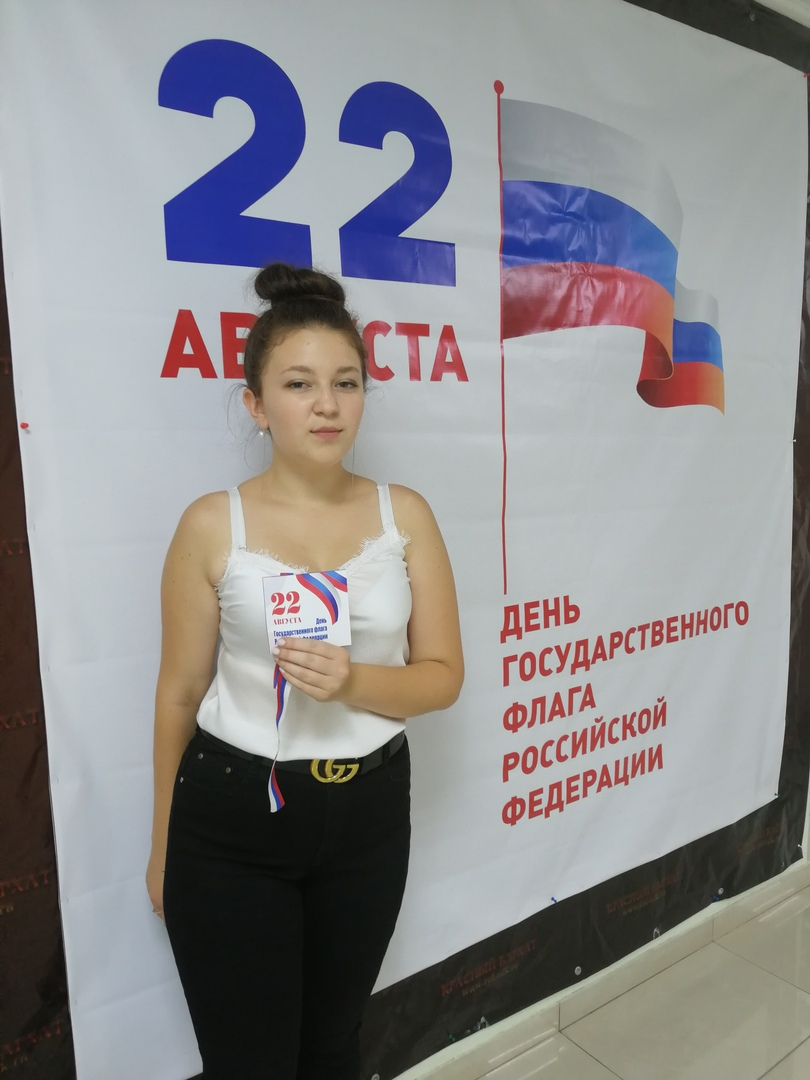 22
АВГУСТА
ДЕНЬ
ГОСУДАРСТВЕННОГО
ФЛАГА
РОССИЙСКОЙ
ФЕДЕРАЦИИ
22
АВГУСТА
День
Государственного флага